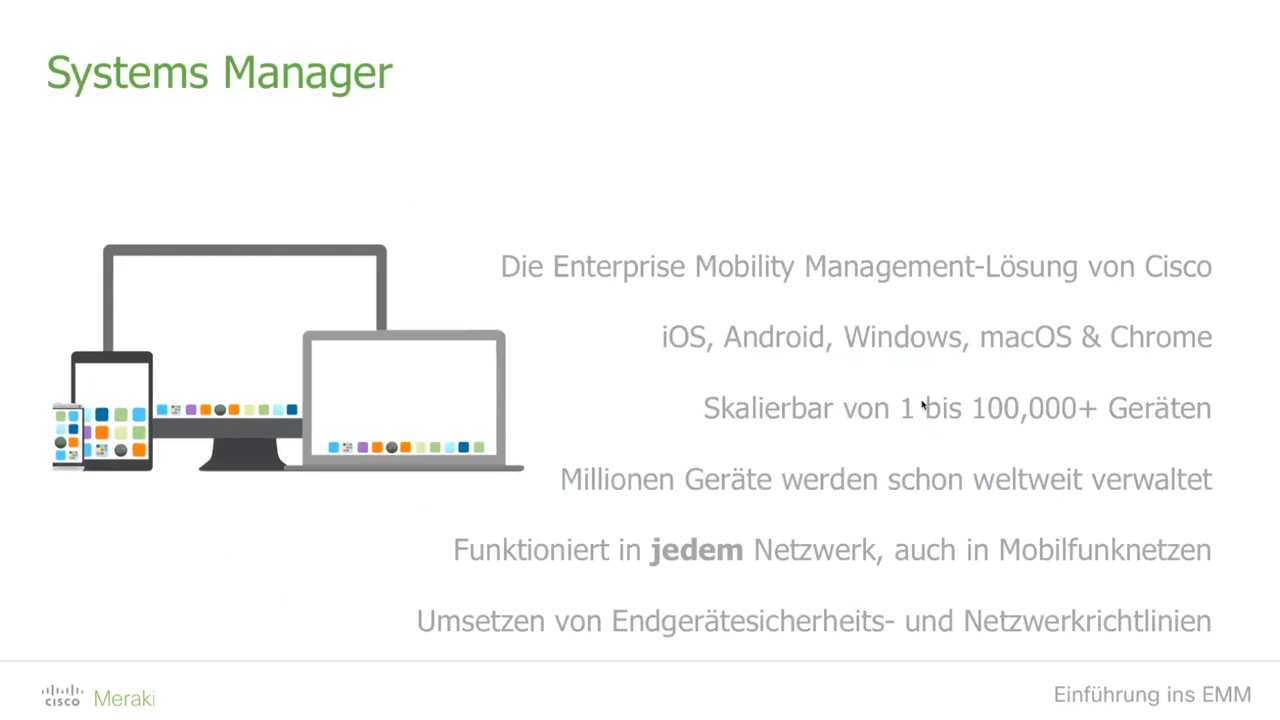 Systems Manager
Die Enterprise Mobility Management-Lösung von Cisco
iOS, Android, Windows, macOS & Chrome
Skalierbar von 1 bis 100,000+ Geräten
Millionen Geräte werden schon weltweit verwaltet
Funktioniert in jedem Netzwerk, auch in Mobilfunknetzen
Umsetzen von Endgerätesicherheits- und Netzwerkrichtlinien
cisco Meraki
Einführung ins EMM